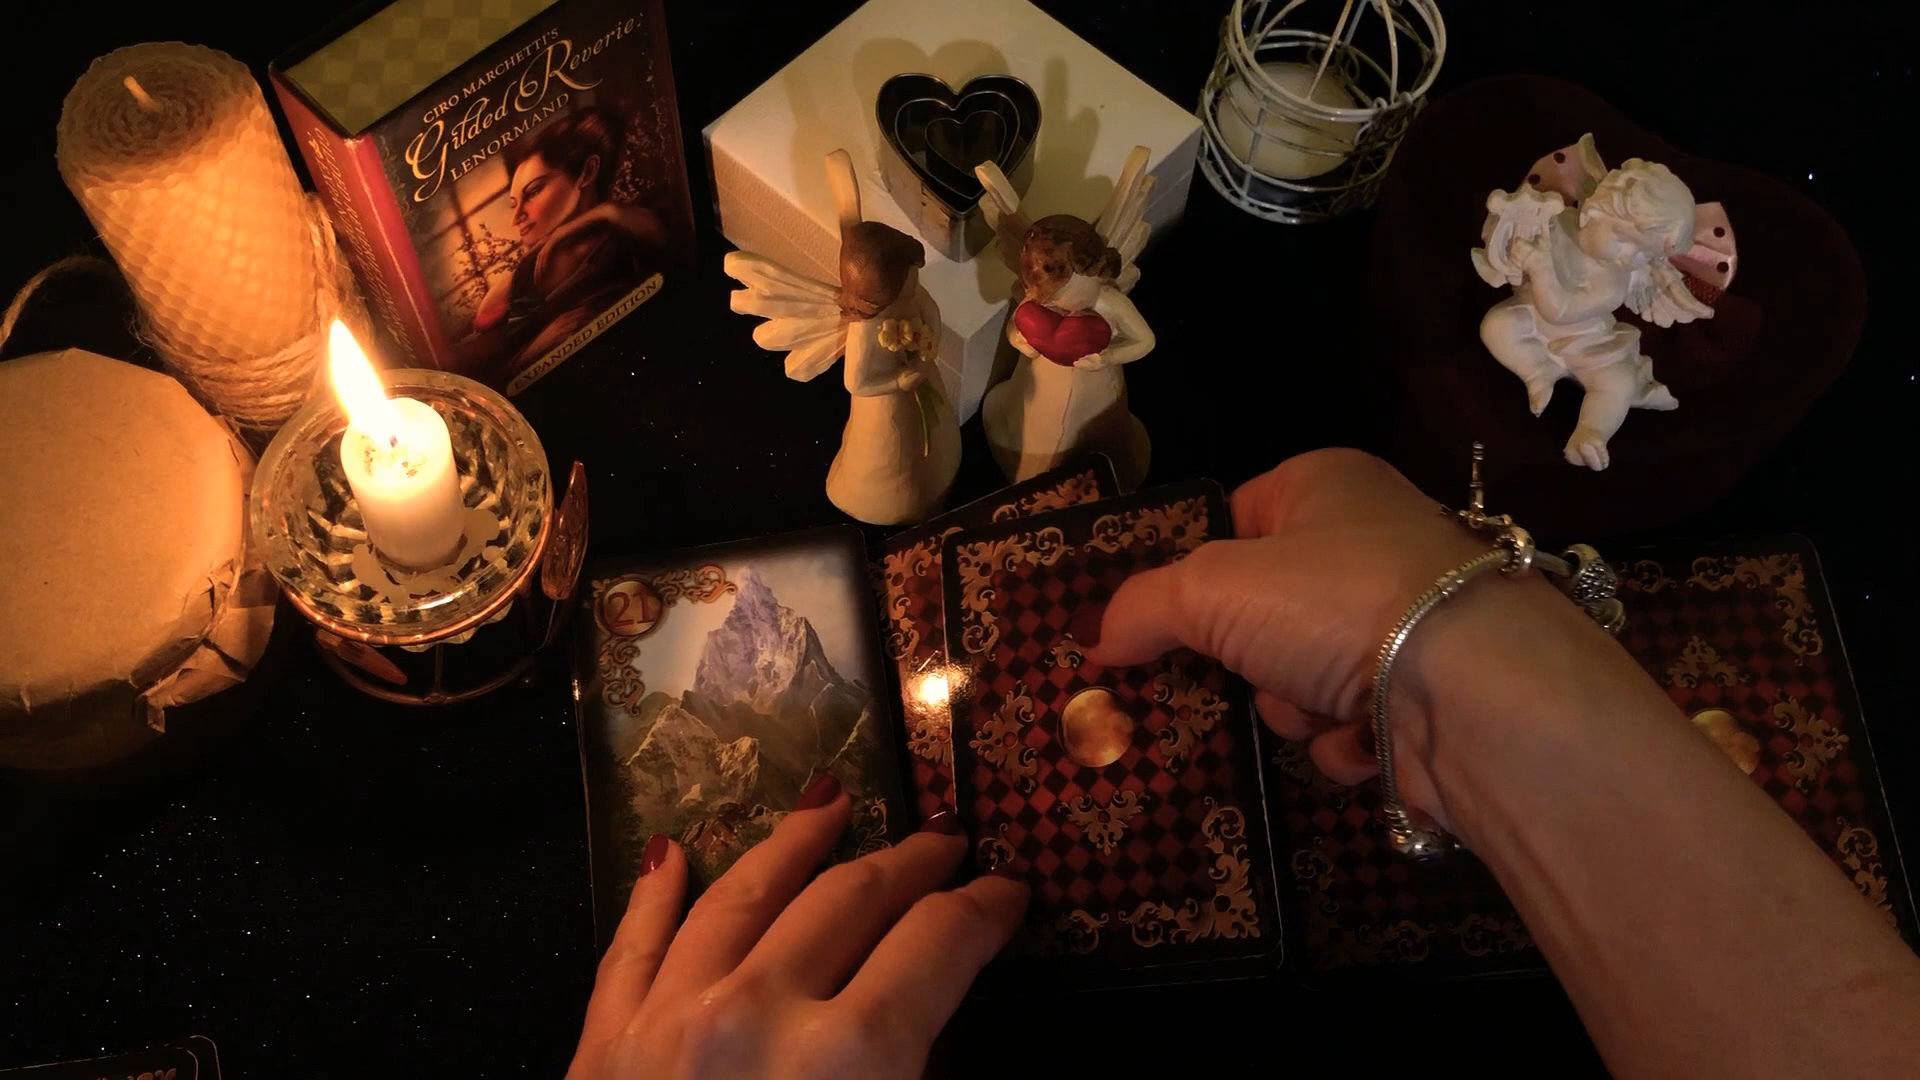 CIRO MARCHETTI'S
Gilded Reverie
LENORMAND
EXPANDED EDITION
21